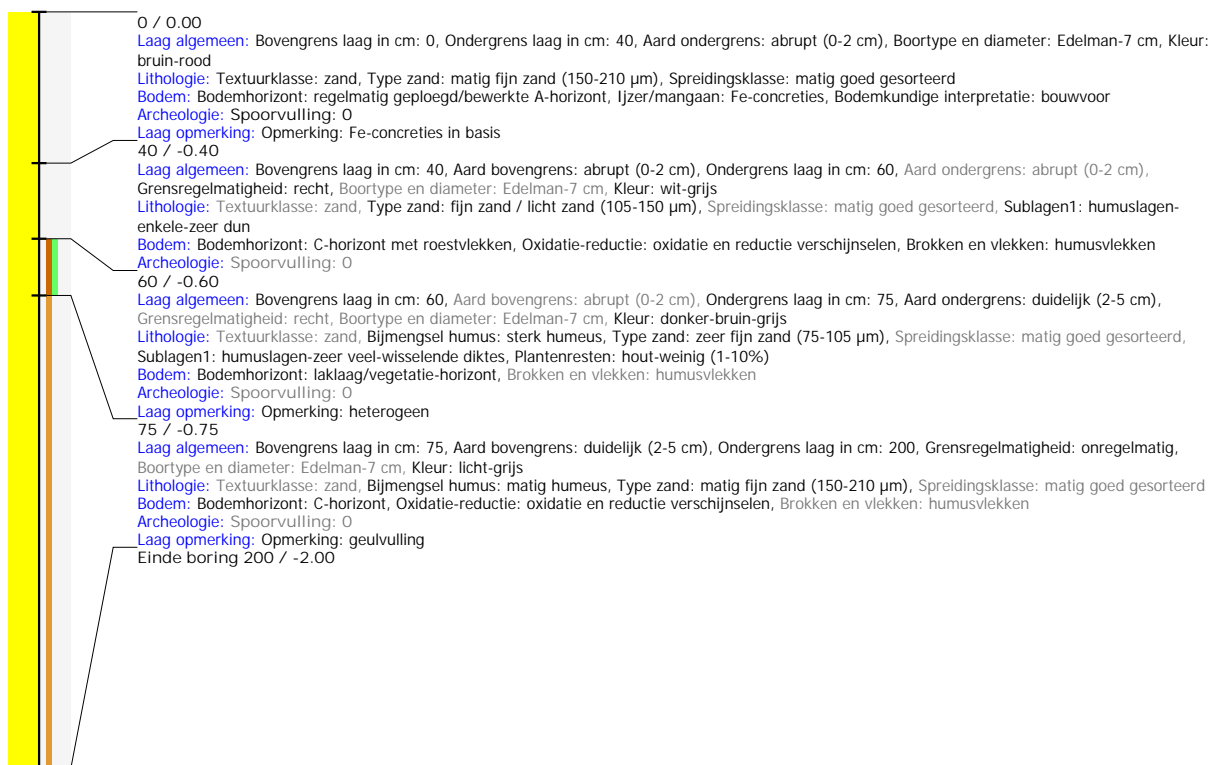 0 / 0.00
Laag algemeen: Bovengrens laag in cm: 0, Ondergrens laag in cm: 40, Aard ondergrens: abrupt (0-2 cm), Boortype en diameter: Edelman-7 cm, Kleur:
bruin-rood
Lithologie: Textuurklasse: zand, Type zand: matig fijn zand (150-210 µm), Spreidingsklasse: matig goed gesorteerd
Bodem: Bodemhorizont: regelmatig geploegd/bewerkte A-horizont, Ijzer/mangaan: Fe-concreties, Bodemkundige interpretatie: bouwvoor
Archeologie: Spoorvulling: 0
Laag opmerking: Opmerking: Fe-concreties in basis
40 / -0.40
Laag algemeen: Bovengrens laag in cm: 40, Aard bovengrens: abrupt (0-2 cm), Ondergrens laag in cm: 60, Aard ondergrens: abrupt (0-2 cm),
Grensregelmatigheid: recht, Boortype en diameter: Edelman-7 cm, Kleur: wit-grijs
Lithologie: Textuurklasse: zand, Type zand: fijn zand / licht zand (105-150 µm), Spreidingsklasse: matig goed gesorteerd, Sublagen1: humuslagen-
enkele-zeer dun
Bodem: Bodemhorizont: C-horizont met roestvlekken, Oxidatie-reductie: oxidatie en reductie verschijnselen, Brokken en vlekken: humusvlekken
Archeologie: Spoorvulling: 0
60 / -0.60
Laag algemeen: Bovengrens laag in cm: 60, Aard bovengrens: abrupt (0-2 cm), Ondergrens laag in cm: 75, Aard ondergrens: duidelijk (2-5 cm),
Grensregelmatigheid: recht, Boortype en diameter: Edelman-7 cm, Kleur: donker-bruin-grijs
Lithologie: Textuurklasse: zand, Bijmengsel humus: sterk humeus, Type zand: zeer fijn zand (75-105 µm), Spreidingsklasse: matig goed gesorteerd,
Sublagen1: humuslagen-zeer veel-wisselende diktes, Plantenresten: hout-weinig (1-10%)
Bodem: Bodemhorizont: laklaag/vegetatie-horizont, Brokken en vlekken: humusvlekken
Archeologie: Spoorvulling: 0
Laag opmerking: Opmerking: heterogeen
75 / -0.75
Laag algemeen: Bovengrens laag in cm: 75, Aard bovengrens: duidelijk (2-5 cm), Ondergrens laag in cm: 200, Grensregelmatigheid: onregelmatig,
Boortype en diameter: Edelman-7 cm, Kleur: licht-grijs
Lithologie: Textuurklasse: zand, Bijmengsel humus: matig humeus, Type zand: matig fijn zand (150-210 µm), Spreidingsklasse: matig goed gesorteerd
Bodem: Bodemhorizont: C-horizont, Oxidatie-reductie: oxidatie en reductie verschijnselen, Brokken en vlekken: humusvlekken
Archeologie: Spoorvulling: 0
Laag opmerking: Opmerking: geulvulling
Einde boring 200 / -2.00